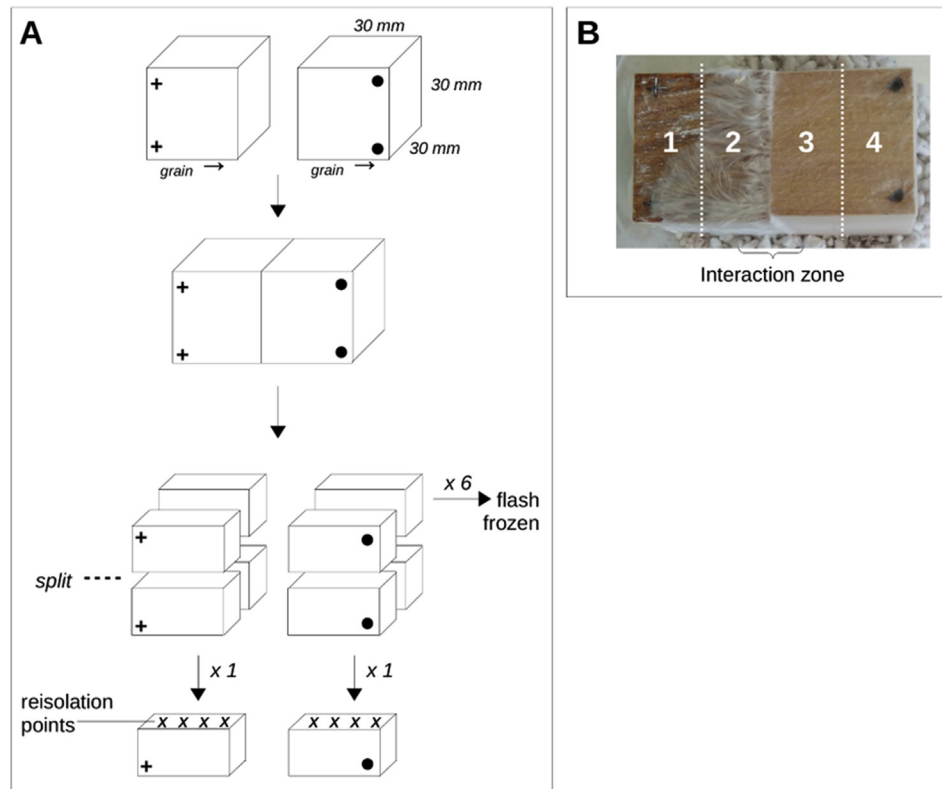 A
30 mm
30 mm
30 mm
grain →
grain →
x 6
flash
frozen
split
x 1
x 1
reisolation
points
x x x x
x x x x
B
1 2 3 4
Interaction zone